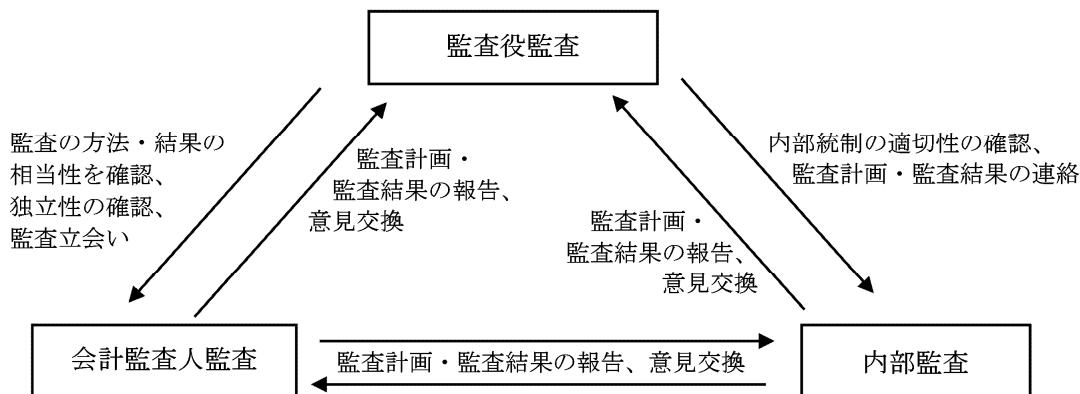 監査役監査
監査の方法・結果の
相当性を確認、
独立性の確認、
監査立会い
監査計画・
監査結果の報告、
意見交換
監査計画・
監査結果の報告、
意見交換
内部統制の適切性の確認、
監査計画・監査結果の連絡
会計監査人監査
監査計画・監査結果の報告、意見交換
内部監査